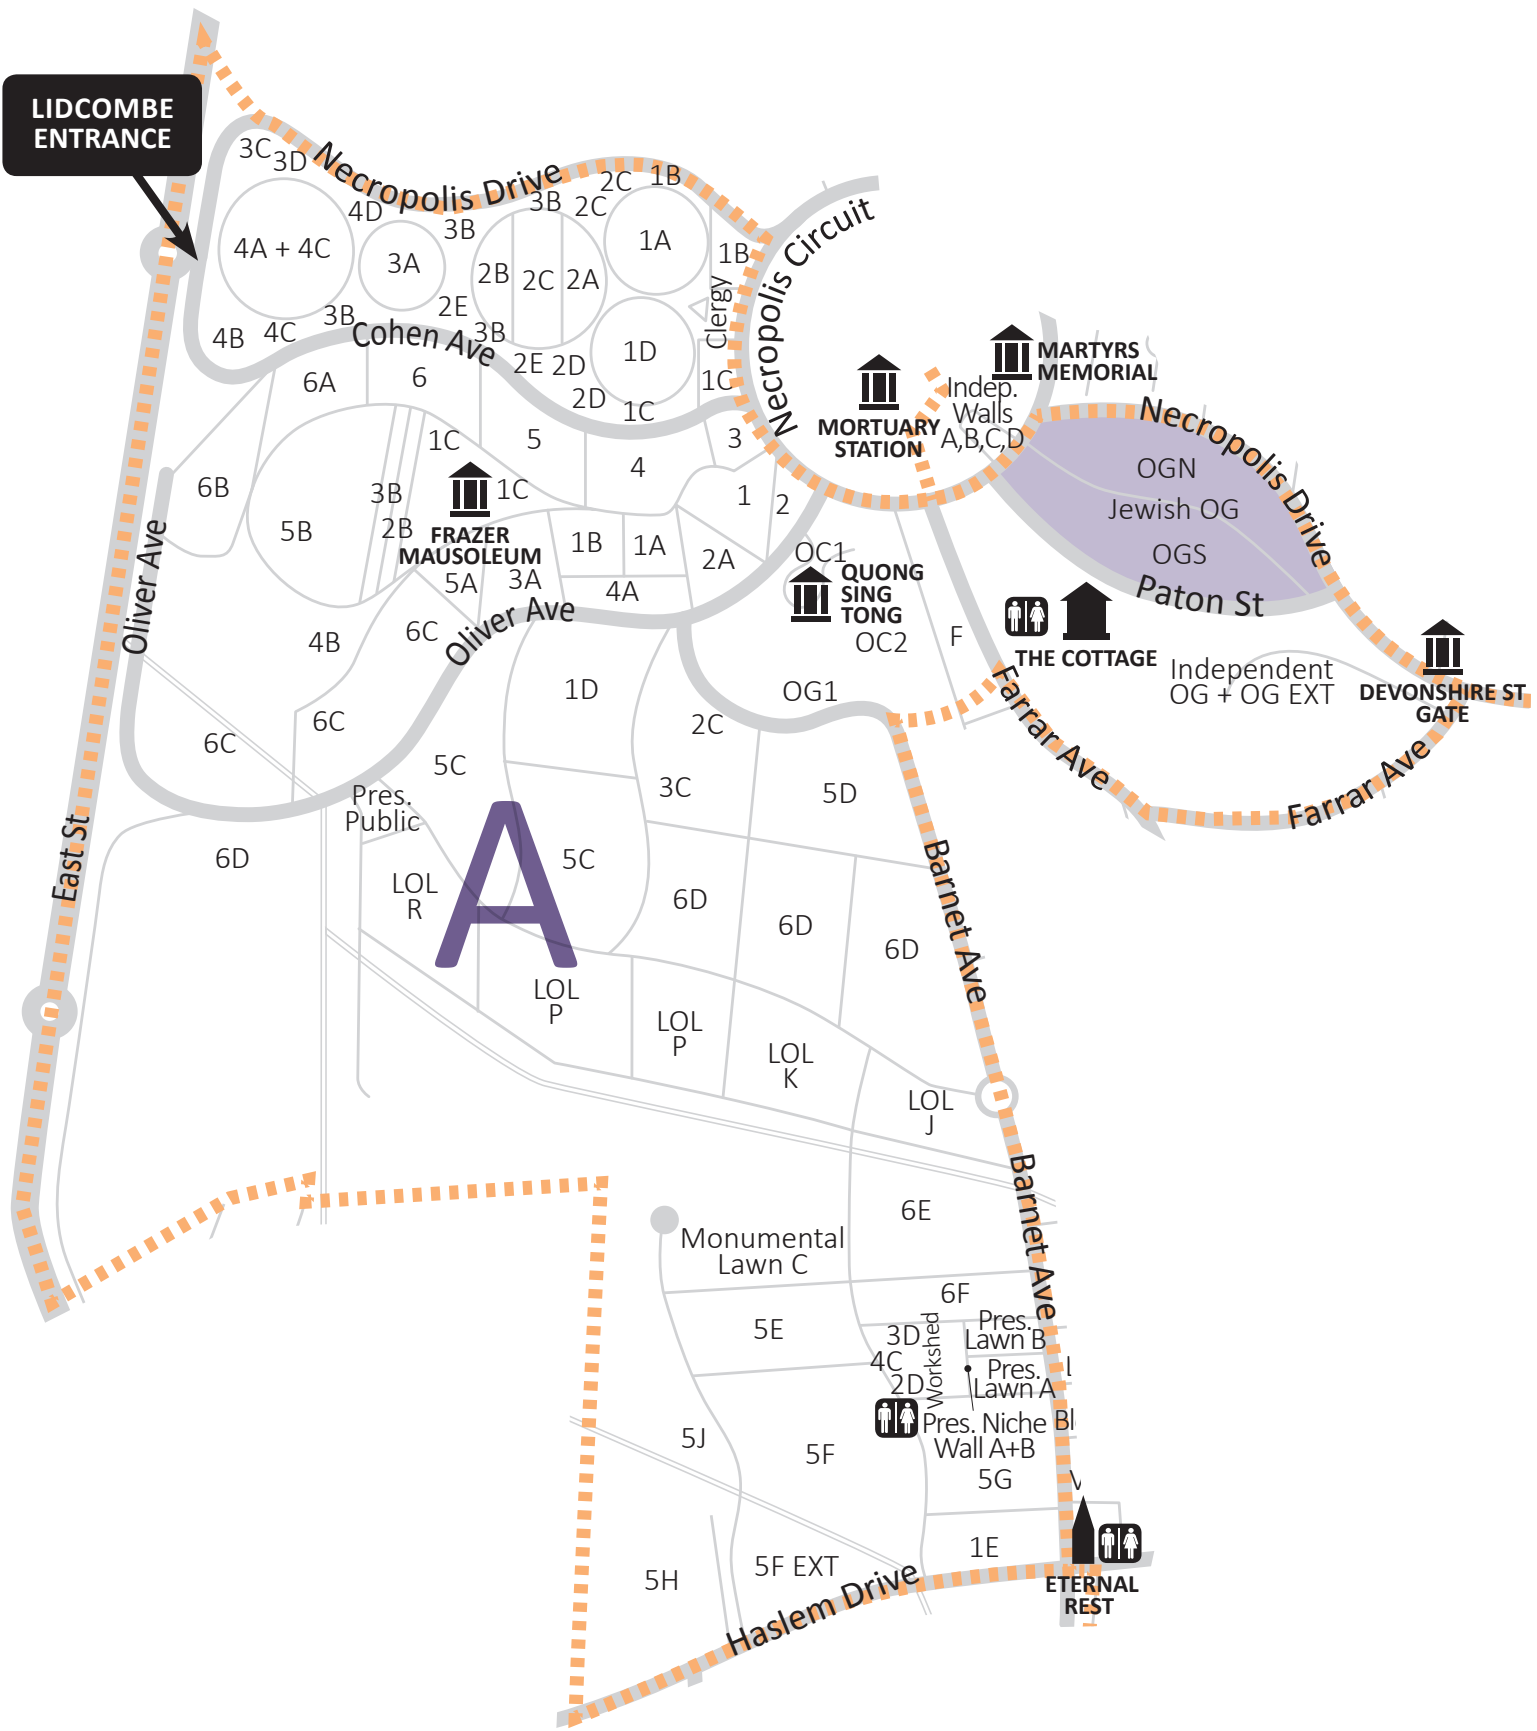 LIDCOMBE
ENTRANCE
Necropolis Drive
3C
3D
4D
3B
3B
2C
2C
1B
4A + 4C
3A
2B
2C
2A
1A
1B
Clergy
Necropolis Circuit
3B
2E
3B
4B
4C
Cohen Ave
2E
2D
1D
2D
1C
1C
6A
6
5
4
3
1C
1C
6B
3B
2B
5B
FRAZER
MAUSOLEUM
1
2
1B
1A
2A
5A
3A
4A
Oliver Ave
Oliver Ave
4B
6C
6C
6C
MARTYRS
MEMORIAL
MORTUARY
STATION
Indep.
Walls
A,B,C,D
Necropolis Drive
OGN
Jewish OG
OGS
Paton St
OC1
QUONG
SING
TONG
OC2
F
OG1
THE COTTAGE
Independent
OG + OG EXT
DEVONSHIRE ST
GATE
Farrar Ave
Farrar Ave
1D
2C
5C
3C
5D
Pres.
Public
East St
6D
LOL
R
A
5C
6D
6D
6D
Barnet Ave
LOL
P
LOL
P
LOL
K
LOL
J
Barnet Ave
6E
Monumental
Lawn C
6F
5E
3D
4C
2D
Workshed
Pres.
Lawn B
Pres.
Lawn A
Pres. Niche
Wall A+B
Bl
5J
5F
5G
1E
5H
5F EXT
Haslem Drive
ETERNAL
REST